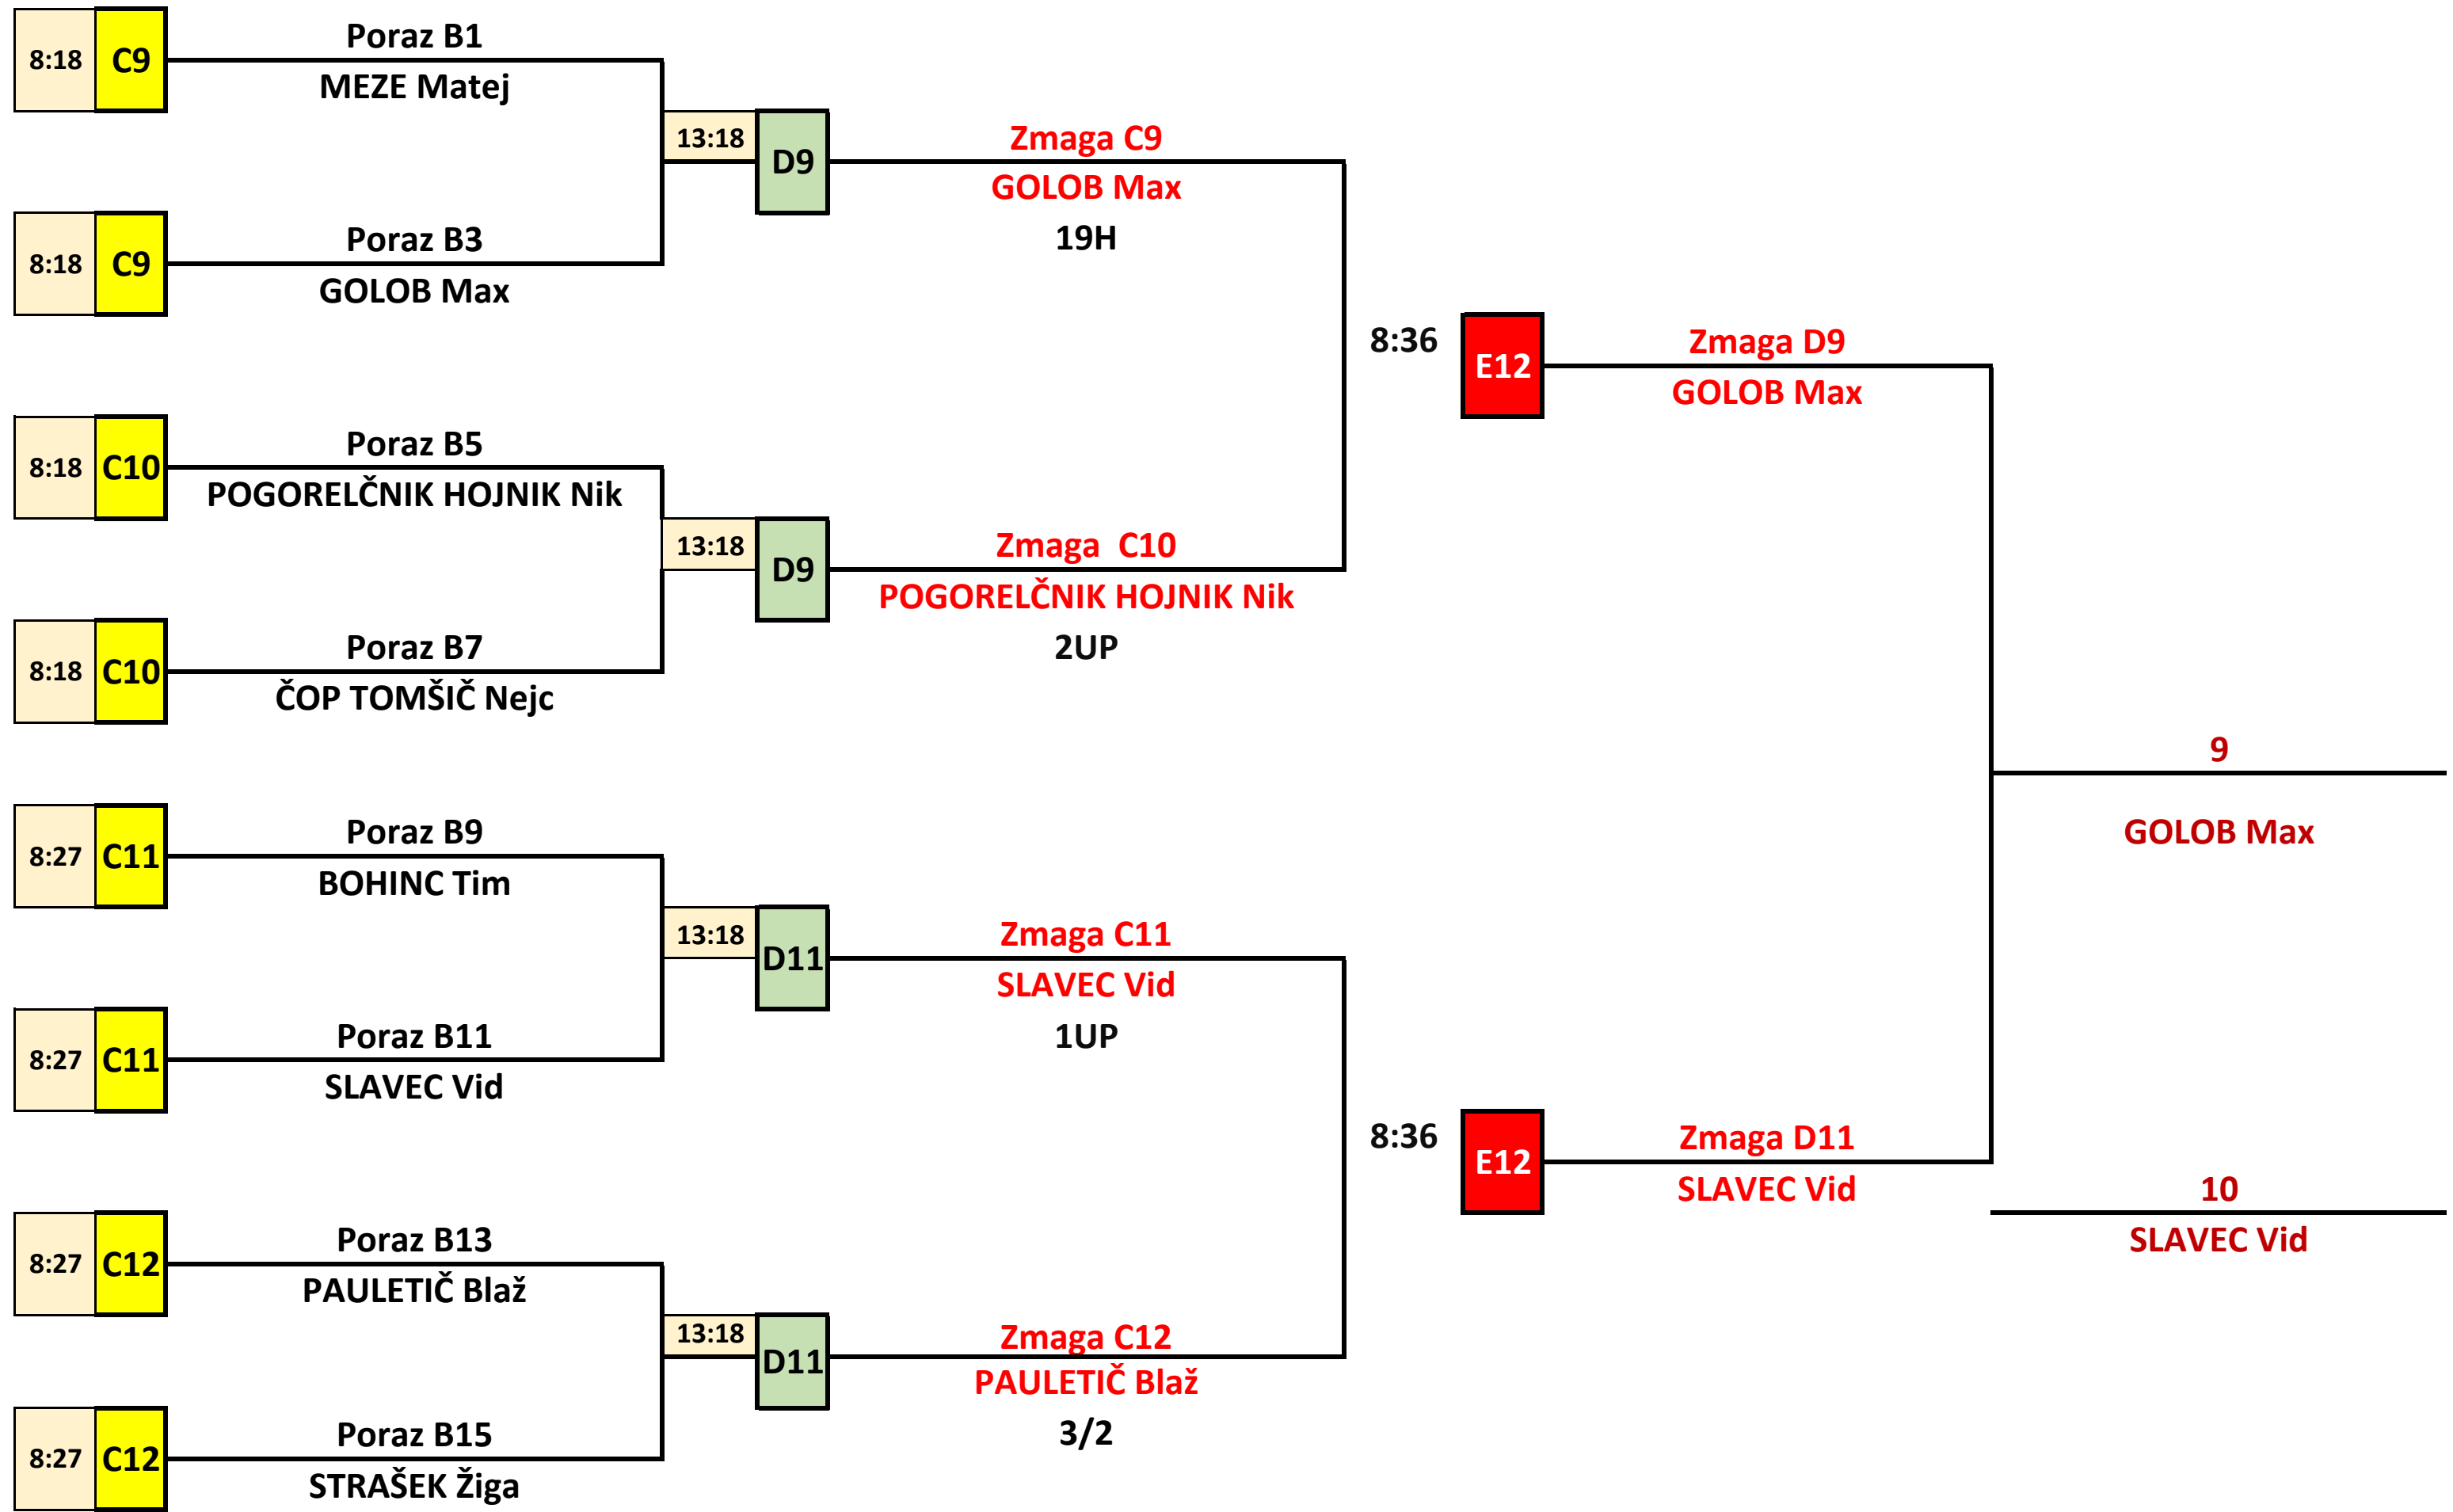 8:18 C9 Poraz B1
MEZE Matej
13:18 D9 Zmaga C9
GOLOB Max
19H
8:18 C9 Poraz B3
GOLOB Max
8:36 E12 Zmaga D9
GOLOB Max
8:18 C10 Poraz B5
POGORELČNIK HOJNIK Nik
13:18 D9 Zmaga C10
POGORELČNIK HOJNIK Nik
2UP
8:18 C10 Poraz B7
ČOP TOMŠIČ Nejc
9
GOLOB Max
8:27 C11 Poraz B9
BOHINC Tim
13:18 D11 Zmaga C11
SLAVEC Vid
1UP
8:27 C11 Poraz B11
SLAVEC Vid
8:36 E12 Zmaga D11
SLAVEC Vid
10
SLAVEC Vid
8:27 C12 Poraz B13
PAULETIČ Blaž
13:18 D11 Zmaga C12
PAULETIČ Blaž
3/2
8:27 C12 Poraz B15
STRAŠEK Žiga